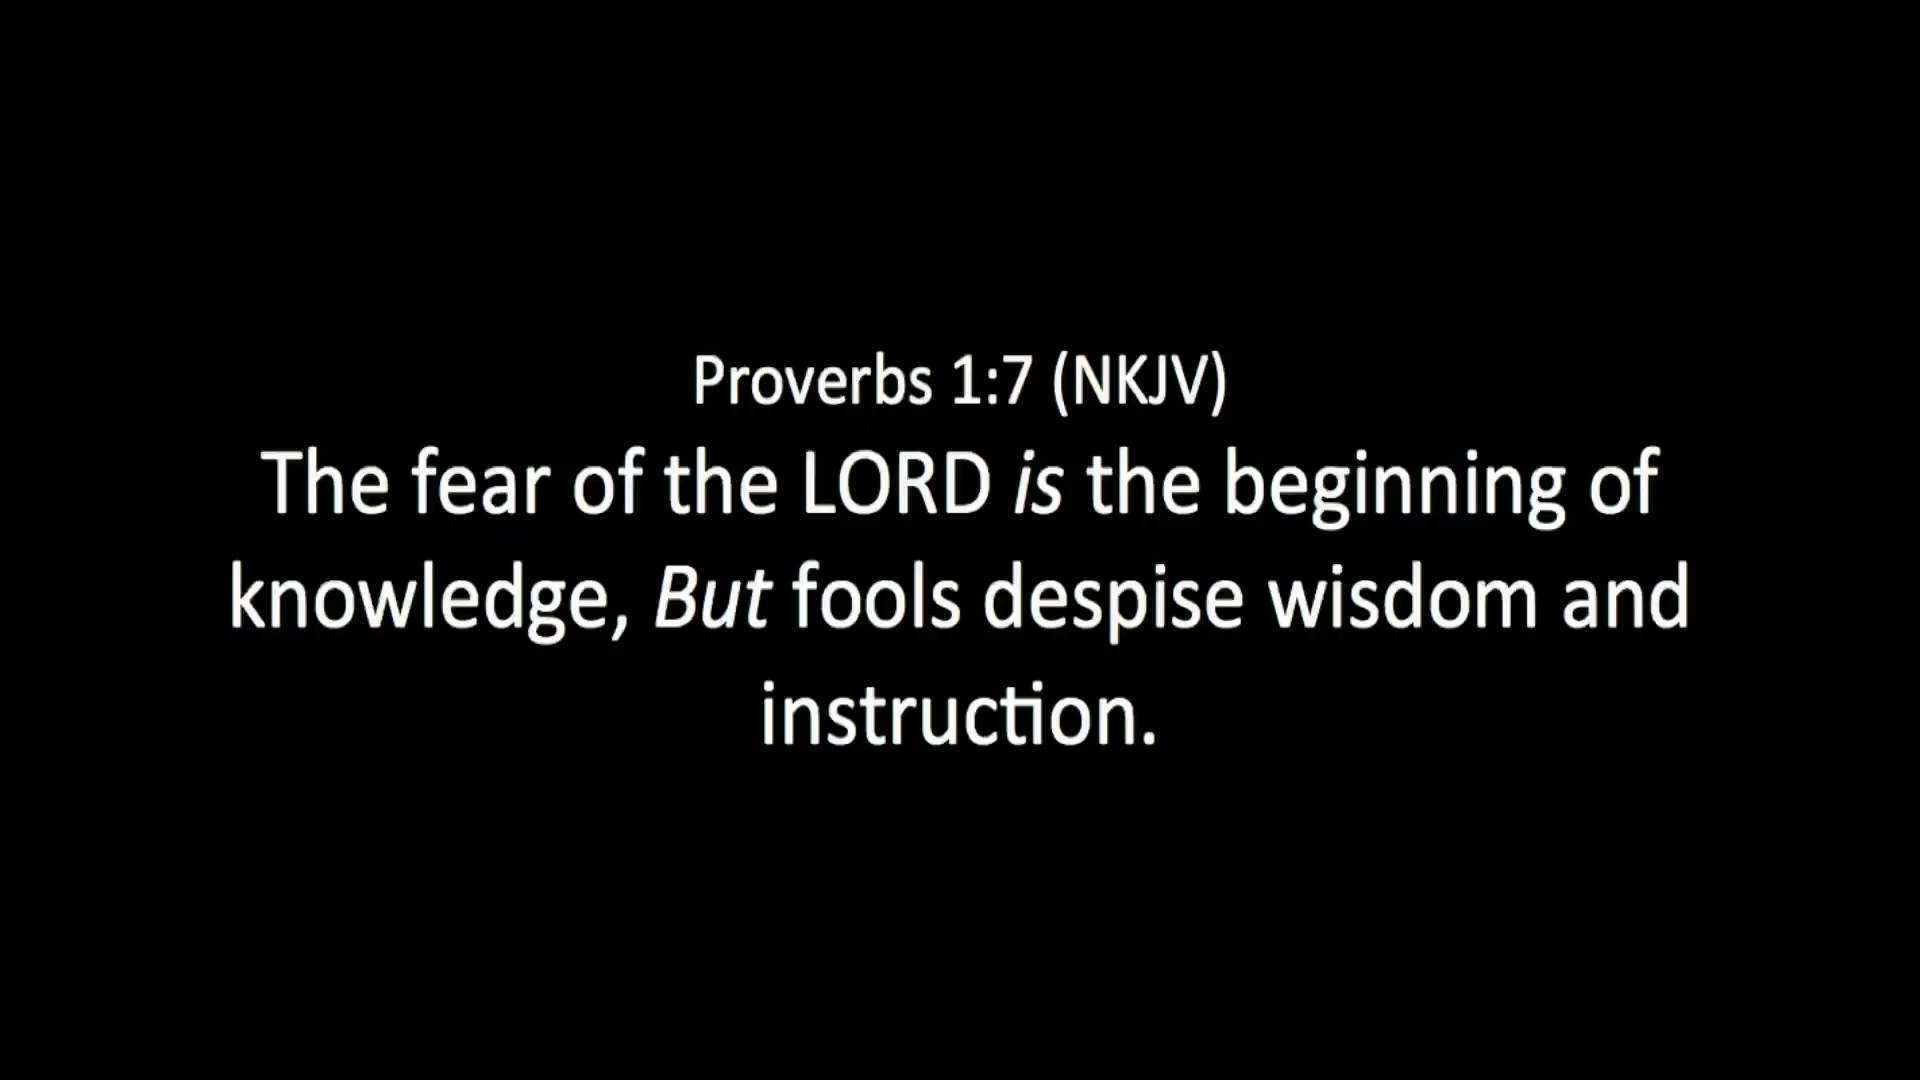 Proverbs 1:7 (NKJV)
The fear of the LORD is the beginning of
knowledge, But fools despise wisdom and
instruction.